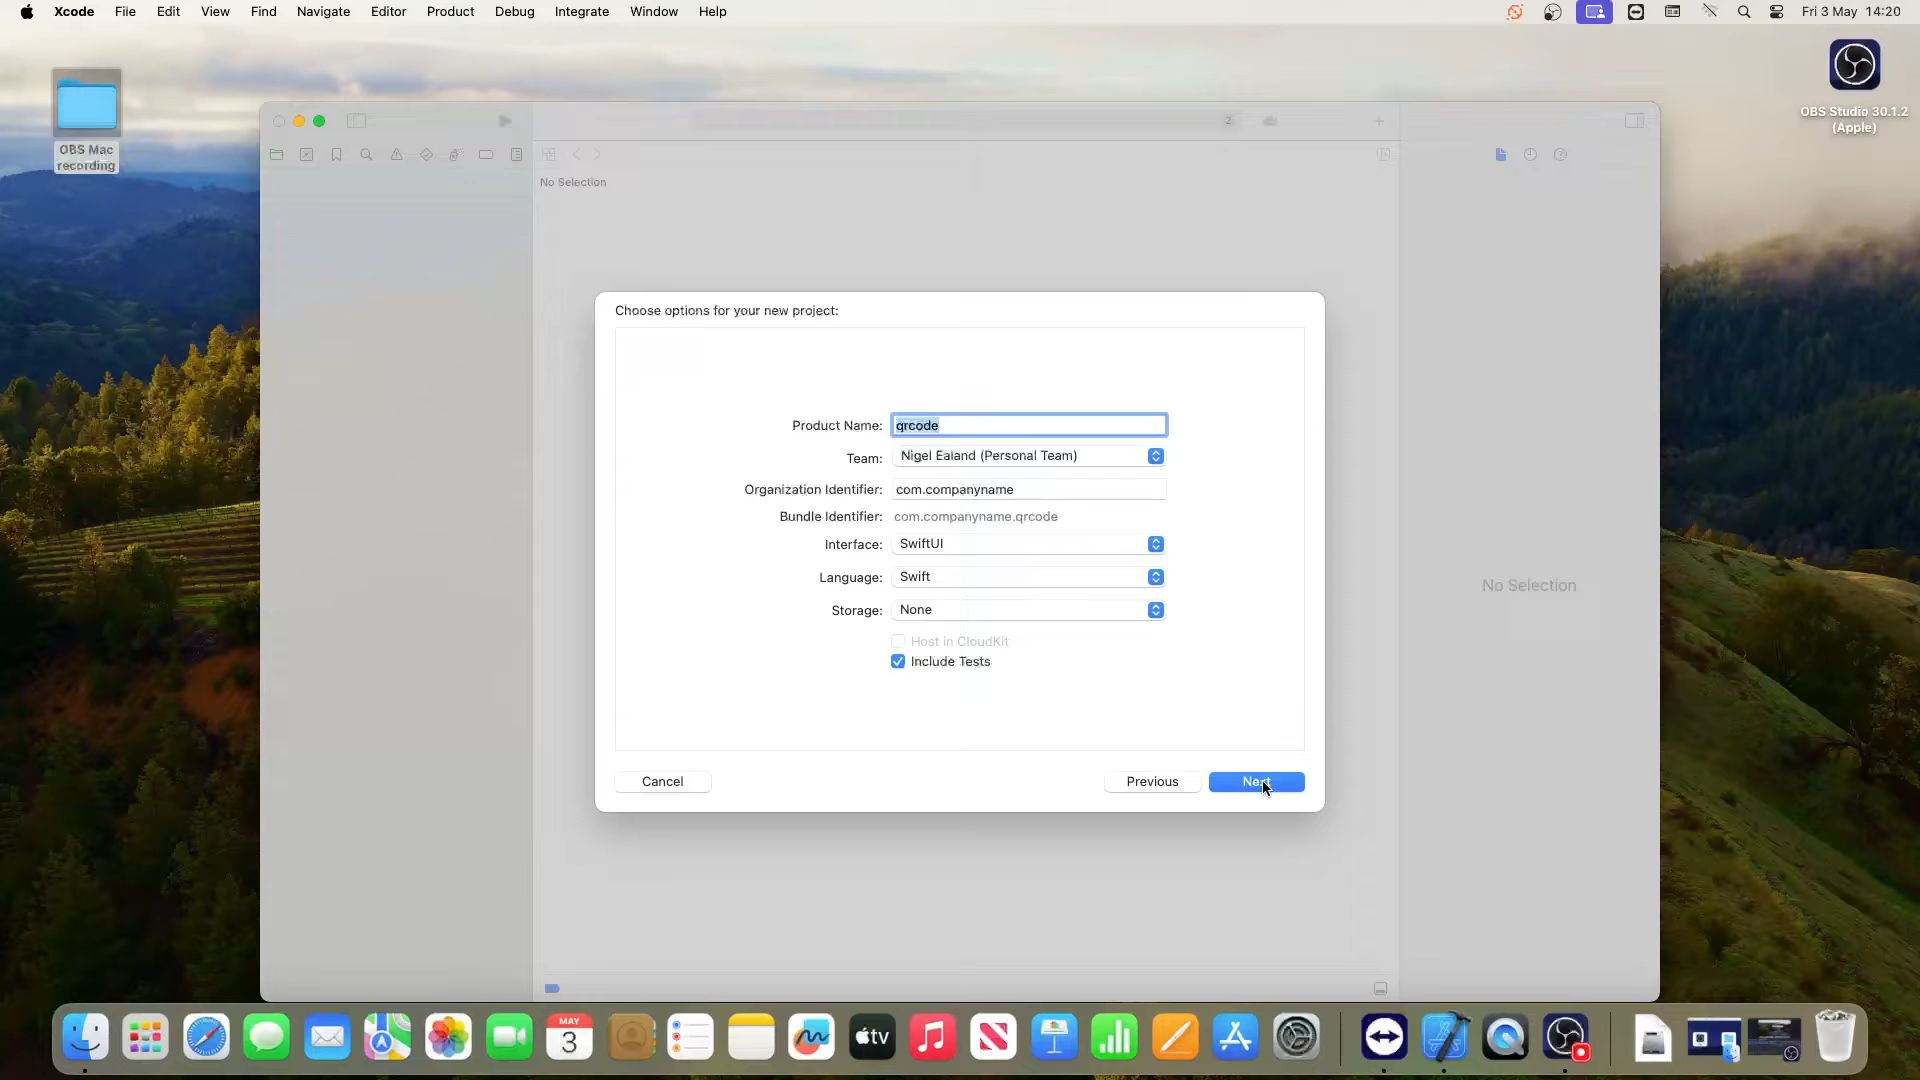 Xcode File Edit View Find Navigate Editor Product Debug Integrate Window Help Fri 3 May 14:20
OBS Mac
recording
OBS Studio 30.1.2
(Apple)
2
No Selection
Choose options for your new project:
Product Name: qrcode
Team: Nigel Ealand (Personal Team)
Organization Identifier: com.companyname
Bundle Identifier: com.companyname.qrcode
Interface: SwiftUI
Language: Swift
Storage: None
Host in CloudKit
Include Tests
No Selection
Cancel Previous Next
MAY
3
tv